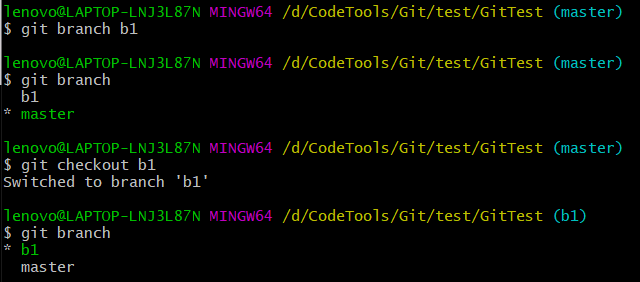 lenovo@LAPTOP-LNJ3L87N MINGW64 /d/CodeTools/Git/test/GitTest (master)
$ git branch b1
lenovo@LAPTOP-LNJ3L87N MINGW64 /d/CodeTools/Git/test/GitTest (master)
$ git branch
  b1
* master
lenovo@LAPTOP-LNJ3L87N MINGW64 /d/CodeTools/Git/test/GitTest (master)
$ git checkout b1
Switched to branch 'b1'
lenovo@LAPTOP-LNJ3L87N MINGW64 /d/CodeTools/Git/test/GitTest (b1)
$ git branch
* b1
  master